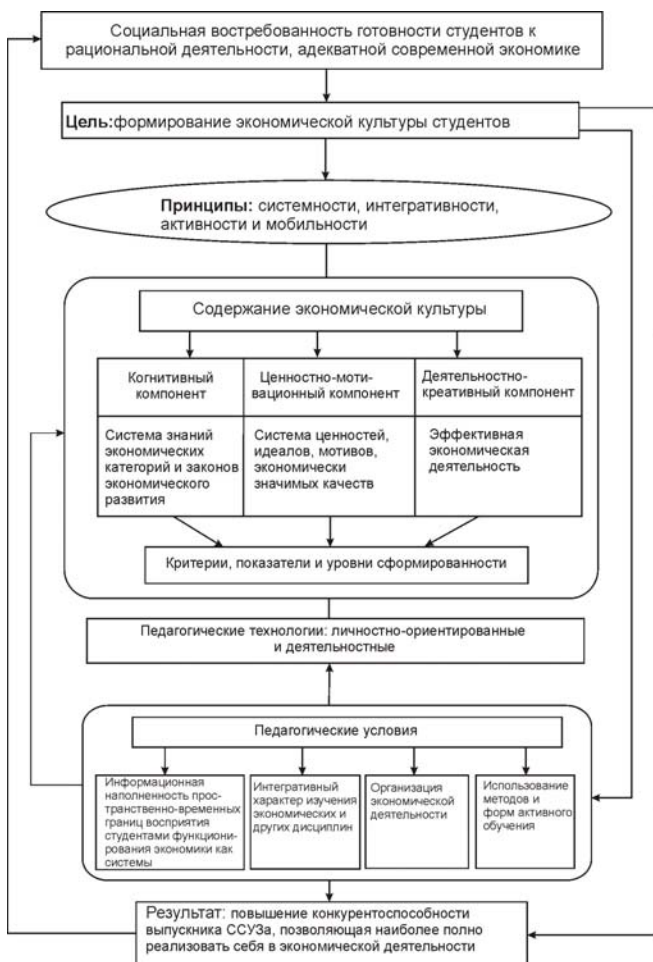 Социальная востребованность готовности студентов к
рациональной деятельности, адекватной современной экономике
Цель:формирование экономической культуры студентов
Принципы: системности, интегративности,
активности и мобильности
Содержание экономической культуры
Когнитивный
компонент
Ценностно-моти-
вационный компонент
Деятельностно-
креативный компонент
Система знаний
экономических
категорий и законов
экономического
развития
Система ценностей,
идеалов, мотивов,
экономически
значимых качеств
Эффективная
экономическая
деятельность
Критерии, показатели и уровни сформированности
Педагогические технологии: личностно-ориентированные
и деятельностные
Педагогические условия
Информационная
наполненность прос-
транственно-временных
границ восприятия
студентами функциони-
рования экономики как
системы
Интегративный
характер изучения
экономических и
других дисциплин
Организация
экономической
деятельности
Использование
методов и
форм активного
обучения
Результат: повышение конкурентоспособности
выпускника ССУЗа, позволяющая наиболее полно
реализовать себя в экономической деятельности